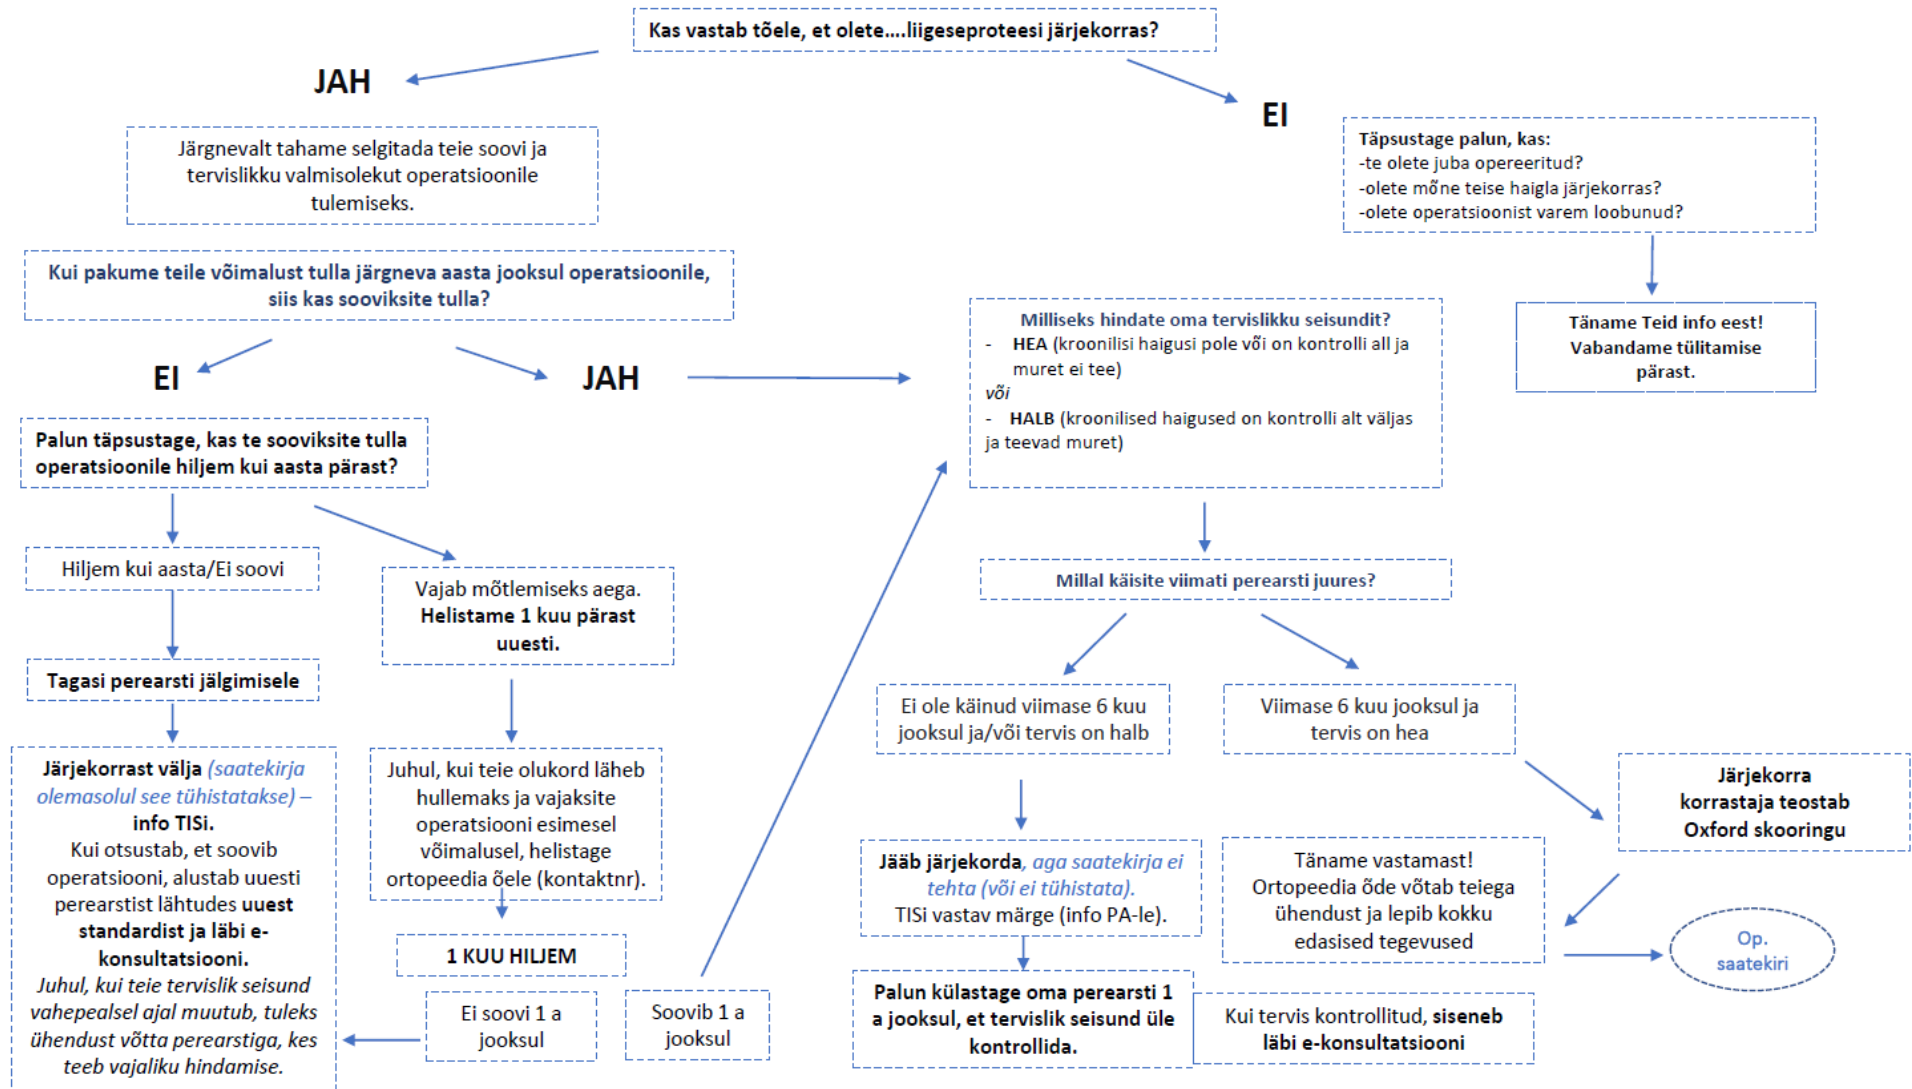 Kas vastab tõele, et olete....liigeseproteesi järjekorras?
JAH
Järgnevalt tahame selgitada teie soovi ja
tervislikku valmisolekut operatsioonile
tulemiseks.
Kui pakume teile võimalust tulla järgneva aasta jooksul operatsioonile,
siis kas sooviksite tulla?
EI
Täpsustage palun, kas:
-te olete juba opereeritud?
-olete mõne teise haigla järjekorras?
-olete operatsioonist varem loobunud?
Täname Teid info eest!
Vabandame tülitamise
pärast.
EI
JAH
Palun täpsustage, kas te sooviksite tulla
operatsioonile hiljem kui aasta pärast?
Hiljem kui aasta/Ei soovi
Tagasi perearsti jälgimisele
Järjekorrast välja (saatekirja
olemasolul see tühistatakse) –
info TISi.
Kui otsustab, et soovib
operatsiooni, alustab uuesti
perearstist lähtudes uuest
standardist ja läbi e-
konsultatsiooni.
Juhul, kui teie tervislik seisund
vahepealsel ajal muutub, tuleks
ühendust võtta perearstiga, kes
teeb vajaliku hindamise.
Vajab mõtlemiseks aega.
Helistame 1 kuu pärast
uuesti.
Juhul, kui teie olukord läheb
hullemaks ja vajaksite
operatsiooni esimesel
võimalusel, helistage
ortopeedia õele (kontaktnr).
1 KUU HILJEM
Ei soovi 1 a
jooksul
Soovib 1 a
jooksul
Milliseks hindate oma tervislikku seisundit?
- HEA (kroonilisi haigusi pole või on kontrolli all ja
muret ei tee)
või
- HALB (kroonilised haigused on kontrolli alt väljas
ja teevad muret)
Millal käisite viimati perearsti juures?
Ei ole käinud viimase 6 kuu
jooksul ja/või tervis on halb
Jääb järjekorda, aga saatekirja ei
tehta (või ei tühistata).
TISi vastav märge (info PA-le).
Palun külastage oma perearsti 1
a jooksul, et tervislik seisund üle
kontrollida.
Viimase 6 kuu jooksul ja
tervis on hea
Järjekorra
korrastaja teostab
Oxford skooringu
Täname vastamast!
Ortopeedia õde võtab teiega
ühendust ja lepib kokku
edasised tegevused
Op.
saatekiri
Kui tervis kontrollitud, siseneb
läbi e-konsultatsiooni